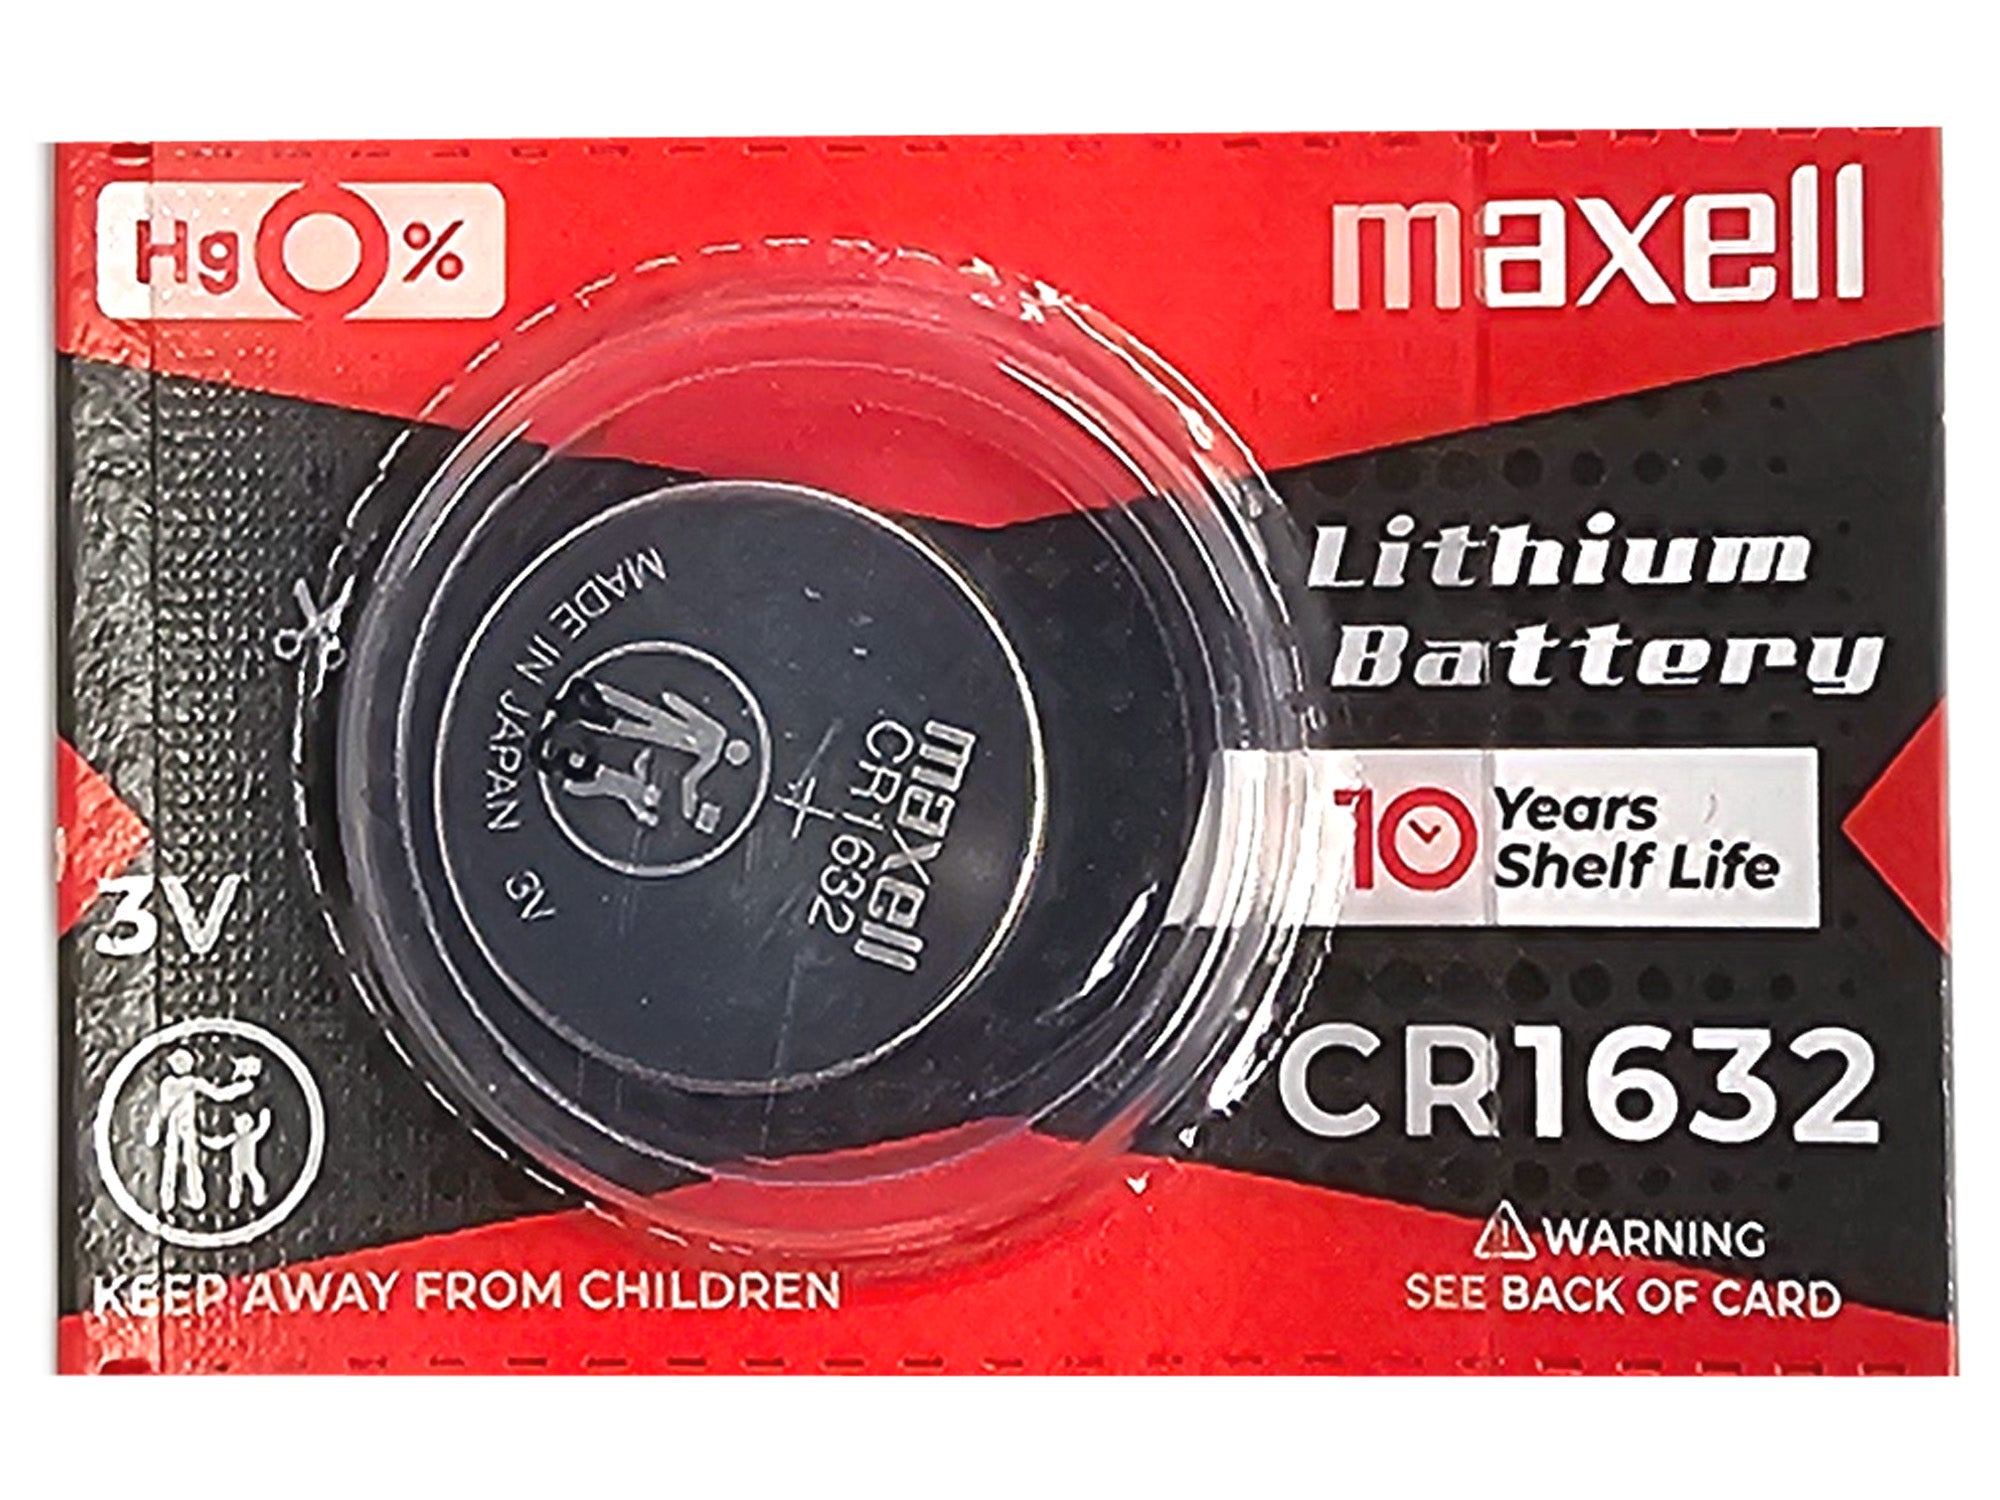 Hg 0 %
maxell
Lithium
Battery
10 Years
Shelf Life
3V
CR1632
MADE IN JAPAN 3V
+
maxell
CR1632
WARNING
SEE BACK OF CARD
KEEP AWAY FROM CHILDREN